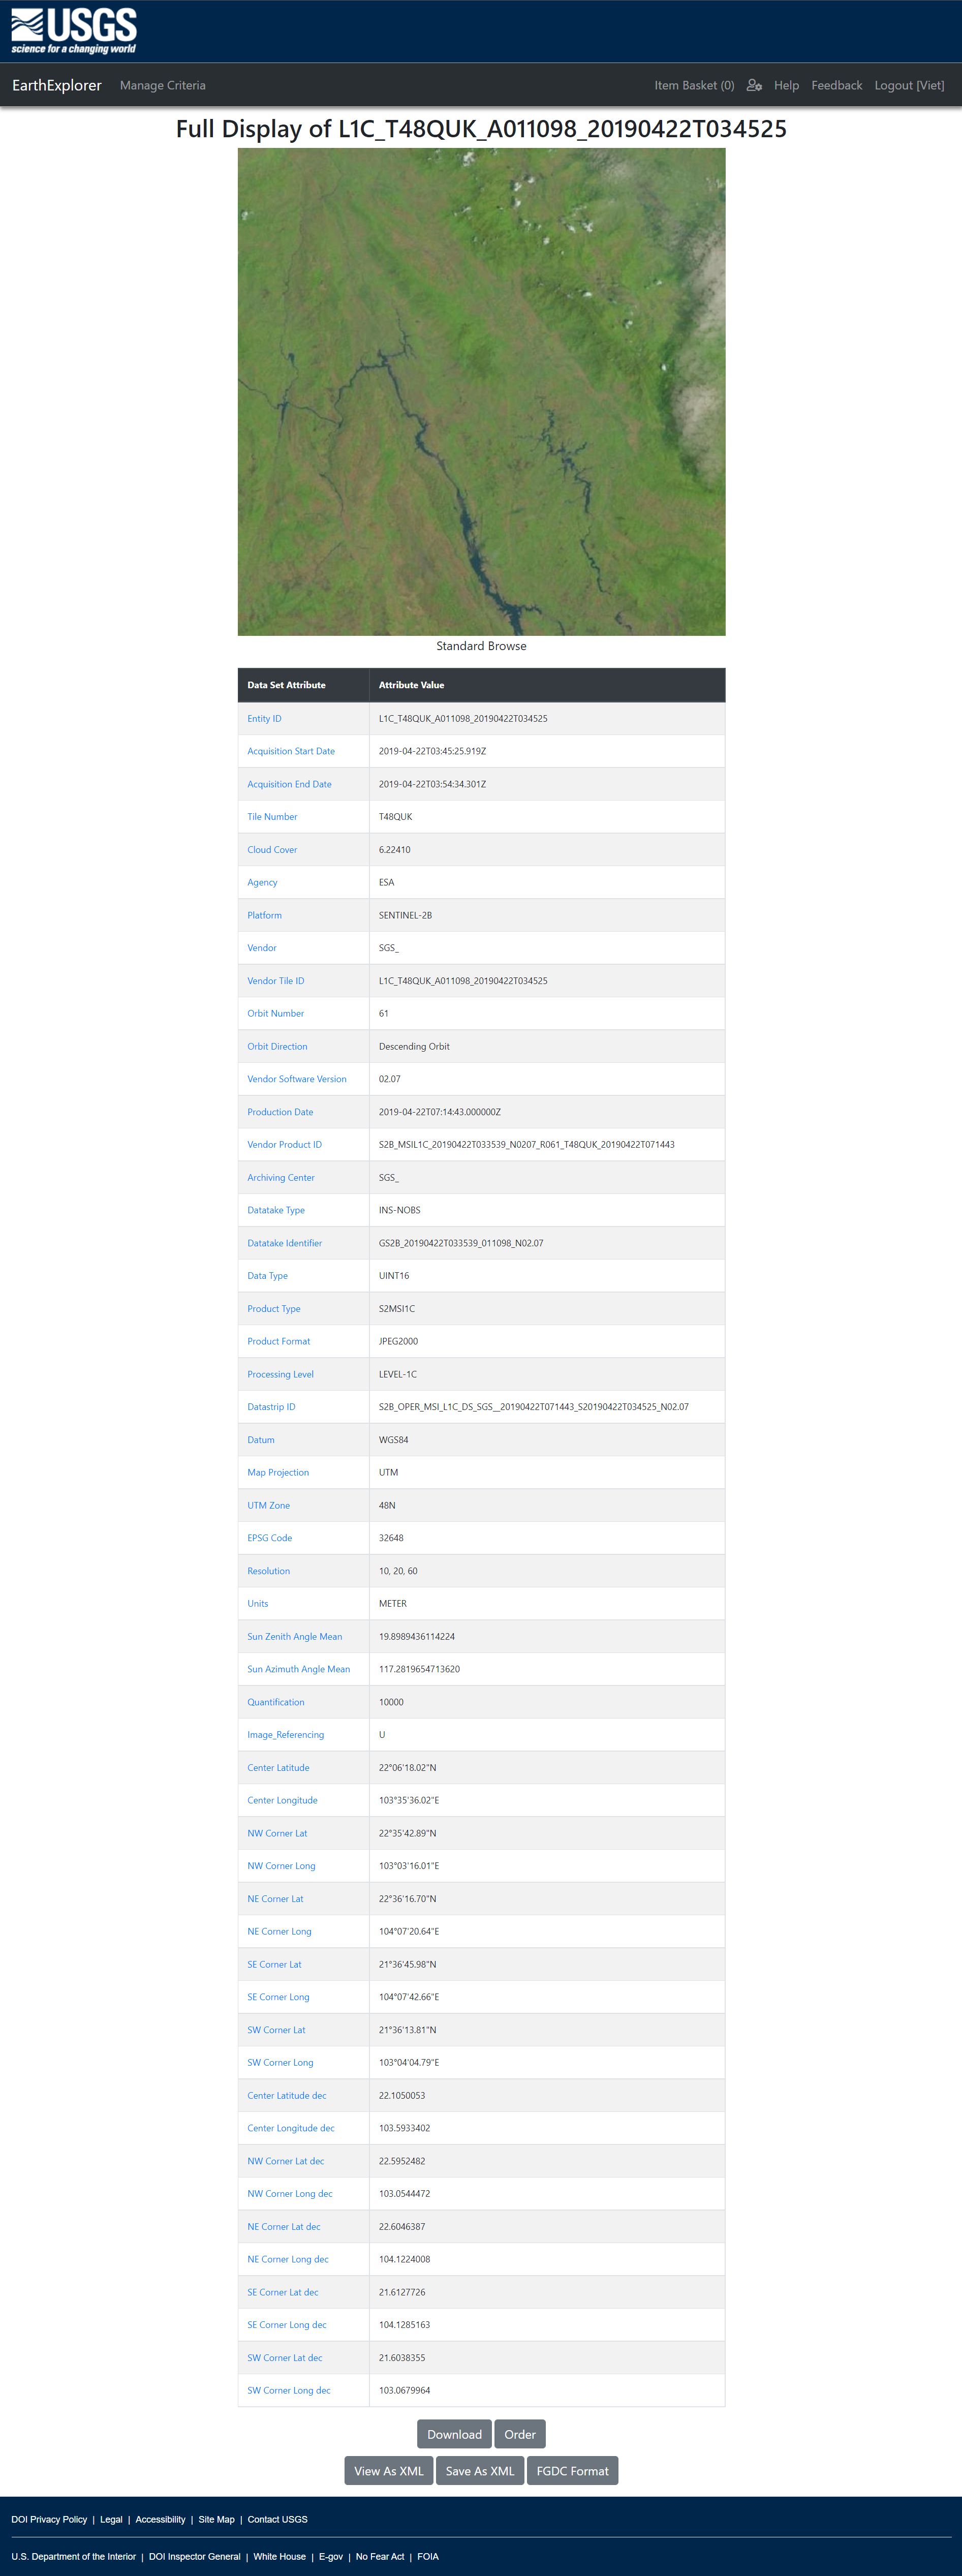 USGS
science for a changing world
EarthExplorer Manage Criteria Item Basket (0) Help Feedback Logout [Viet]
Full Display of L1C_T48QUK_A011098_20190422T034525
Standard Browse
Data Set Attribute Attribute Value
Entity ID L1C_T48QUK_A011098_20190422T034525
Acquisition Start Date 2019-04-22T03:45:25.919Z
Acquisition End Date 2019-04-22T03:54:34.301Z
Tile Number T48QUK
Cloud Cover 6.22410
Agency ESA
Platform SENTINEL-2B
Vendor SGS_
Vendor Tile ID L1C_T48QUK_A011098_20190422T034525
Orbit Number 61
Orbit Direction Descending Orbit
Vendor Software Version 02.07
Production Date 2019-04-22T07:14:43.000000Z
Vendor Product ID S2B_MSIL1C_20190422T033539_N0207_R061_T48QUK_20190422T071443
Archiving Center SGS_
Datatake Type INS-NOBS
Datatake Identifier GS2B_20190422T033539_011098_N02.07
Data Type UINT16
Product Type S2MSI1C
Product Format JPEG2000
Processing Level LEVEL-1C
Datastrip ID S2B_OPER_MSI_L1C_DS_SGS__20190422T071443_S20190422T034525_N02.07
Datum WGS84
Map Projection UTM
UTM Zone 48N
EPSG Code 32648
Resolution 10, 20, 60
Units METER
Sun Zenith Angle Mean 19.8989436114224
Sun Azimuth Angle Mean 117.2819654713620
Quantification 10000
Image_Referencing U
Center Latitude 22°06'18.02"N
Center Longitude 103°35'36.02"E
NW Corner Lat 22°35'42.89"N
NW Corner Long 103°03'16.01"E
NE Corner Lat 22°36'16.70"N
NE Corner Long 104°07'20.64"E
SE Corner Lat 21°36'45.98"N
SE Corner Long 104°07'42.66"E
SW Corner Lat 21°36'13.81"N
SW Corner Long 103°04'04.79"E
Center Latitude dec 22.1050053
Center Longitude dec 103.5933402
NW Corner Lat dec 22.5952482
NW Corner Long dec 103.0544472
NE Corner Lat dec 22.6046387
NE Corner Long dec 104.1224008
SE Corner Lat dec 21.6127726
SE Corner Long dec 104.1285163
SW Corner Lat dec 21.6038355
SW Corner Long dec 103.0679964
Download Order
View As XML Save As XML FGDC Format
DOI Privacy Policy | Legal | Accessibility | Site Map | Contact USGS
U.S. Department of the Interior | DOI Inspector General | White House | E-gov | No Fear Act | FOIA